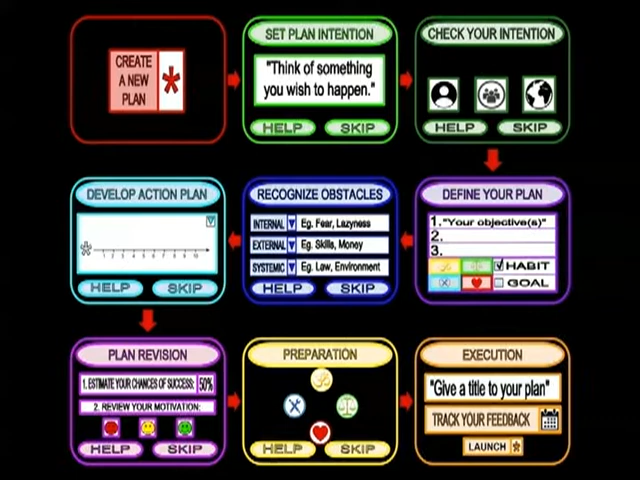 CREATE
A NEW
PLAN
*
SET PLAN INTENTION
"Think of something
you wish to happen."
HELP SKIP
CHECK YOUR INTENTION
HELP SKIP
DEFINE YOUR PLAN
1. "Your objective(s)"
2.
3.
HABIT
GOAL
RECOGNIZE OBSTACLES
INTERNAL Eg. Fear, Lazyness
EXTERNAL Eg. Skills, Money
SYSTEMIC Eg. Law, Environment
HELP SKIP
DEVELOP ACTION PLAN
1 2 3 4 5 6 7 8 9 10
HELP SKIP
PLAN REVISION
1. ESTIMATE YOUR CHANCES OF SUCCESS: 50%
2. REVIEW YOUR MOTIVATION:
HELP SKIP
PREPARATION
HELP SKIP
EXECUTION
"Give a title to your plan"
TRACK YOUR FEEDBACK
LAUNCH *